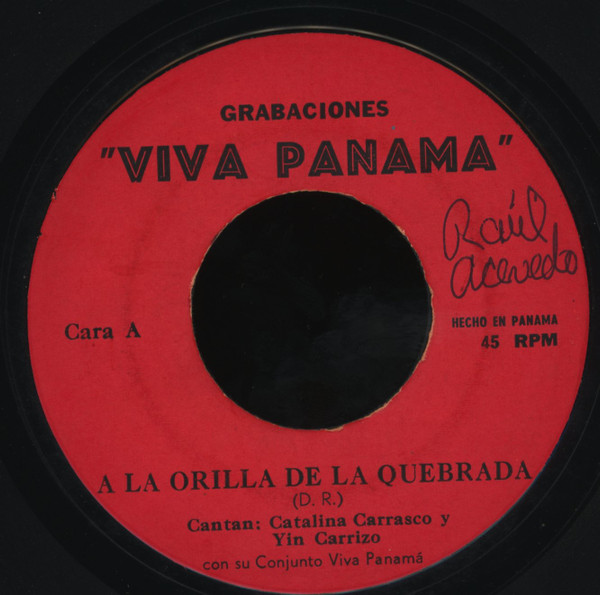 GRABACIONES
"VIVA PANAMA"
Raúl
Acevedo
Cara A
HECHO EN PANAMA
45 RPM
A LA ORILLA DE LA QUEBRADA
(D. R.)
Cantan: Catalina Carrasco y
Yin Carrizo
con su Conjunto Viva Panamá